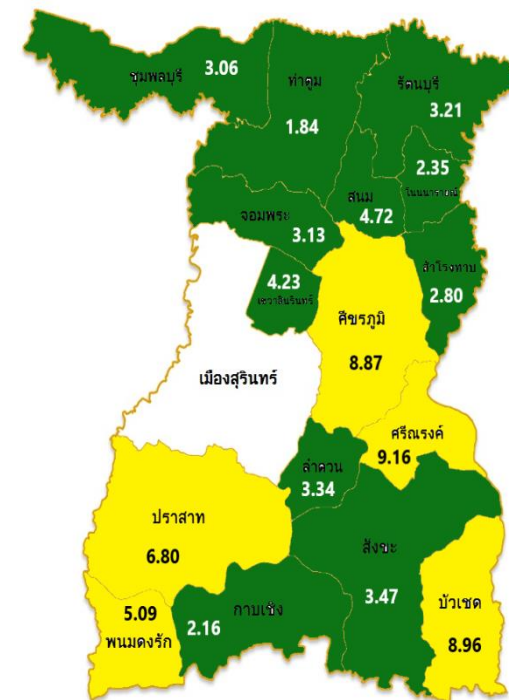 ชุมพลบุรี 3.06
ท่าตูม
1.84
รัตนบุรี
3.21
2.35
โนนนารายณ์
สนม
4.72
จอมพระ
3.13
สำโรงทาบ
2.80
4.23
เขวาสินรินทร์
ศีขรภูมิ
8.87
เมืองสุรินทร์
ศรีณรงค์
9.16
ลำดวน
3.34
ปราสาท
6.80
สังขะ
3.47
บัวเชด
8.96
5.09
พนมดงรัก
กาบเชิง
2.16